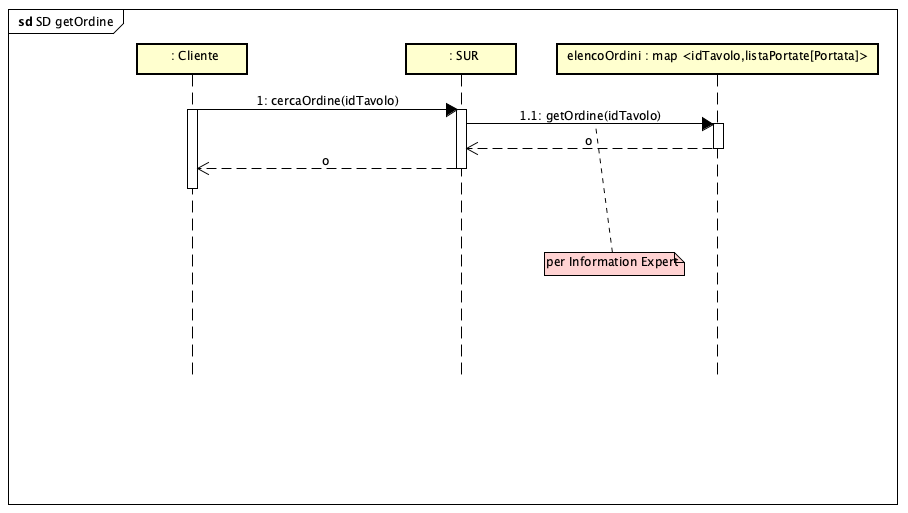 sd SD getOrdine
: Cliente
: SUR
elencoOrdini : map <idTavolo,listaPortate[Portata]>
1: cercaOrdine(idTavolo)
1.1: getOrdine(idTavolo)
o
o
per Information Expert